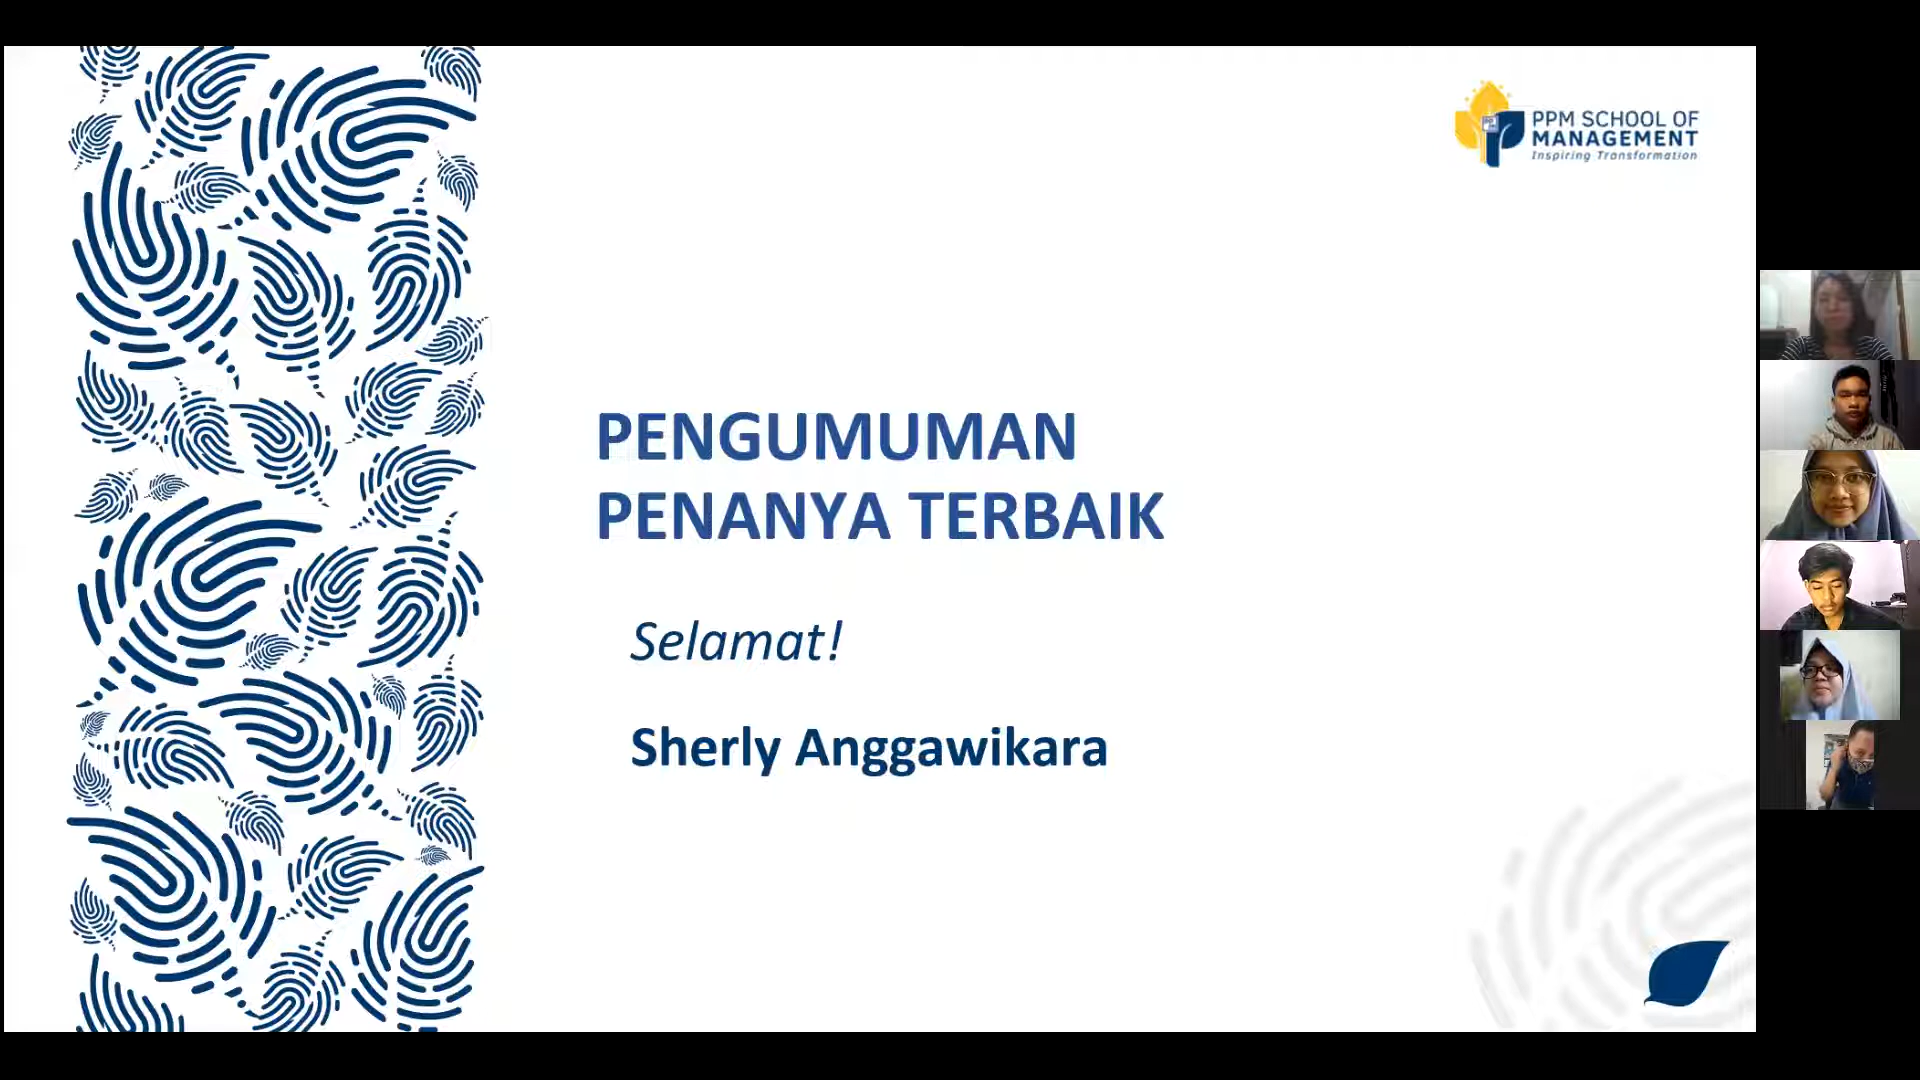 PPM SCHOOL OF
MANAGEMENT
Inspiring Transformation
PENGUMUMAN
PENANYA TERBAIK
Selamat!
Sherly Anggawikara